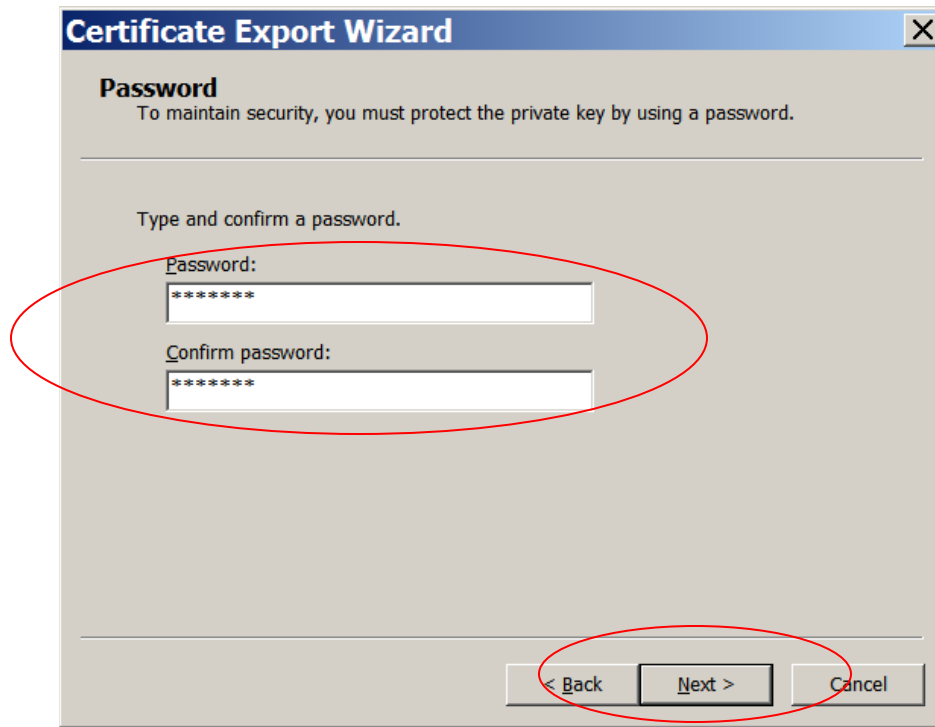 Certificate Export Wizard
Password
To maintain security, you must protect the private key by using a password.
Type and confirm a password.
Password:
*******
Confirm password:
*******
< Back Next > Cancel